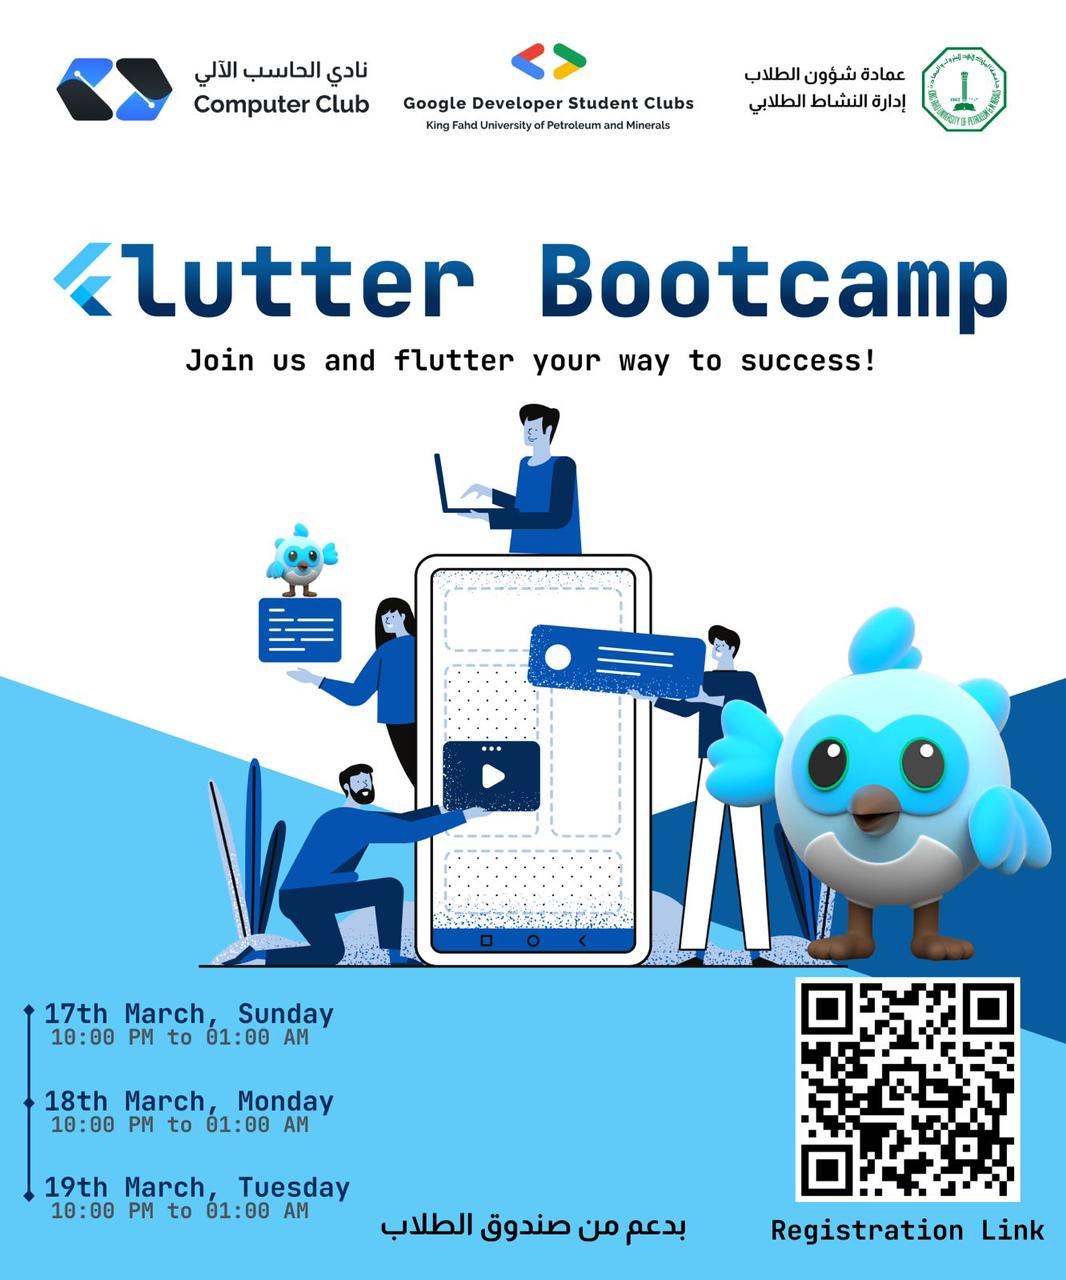 نادي الحاسب الآلي
Computer Club
Google Developer Student Clubs
King Fahd University of Petroleum and Minerals
عمادة شؤون الطلاب
إدارة النشاط الطلابي
Flutter Bootcamp
Join us and flutter your way to success!
17th March, Sunday
10:00 PM to 01:00 AM
18th March, Monday
10:00 PM to 01:00 AM
19th March, Tuesday
10:00 PM to 01:00 AM
بدعم من صندوق الطلاب
Registration Link